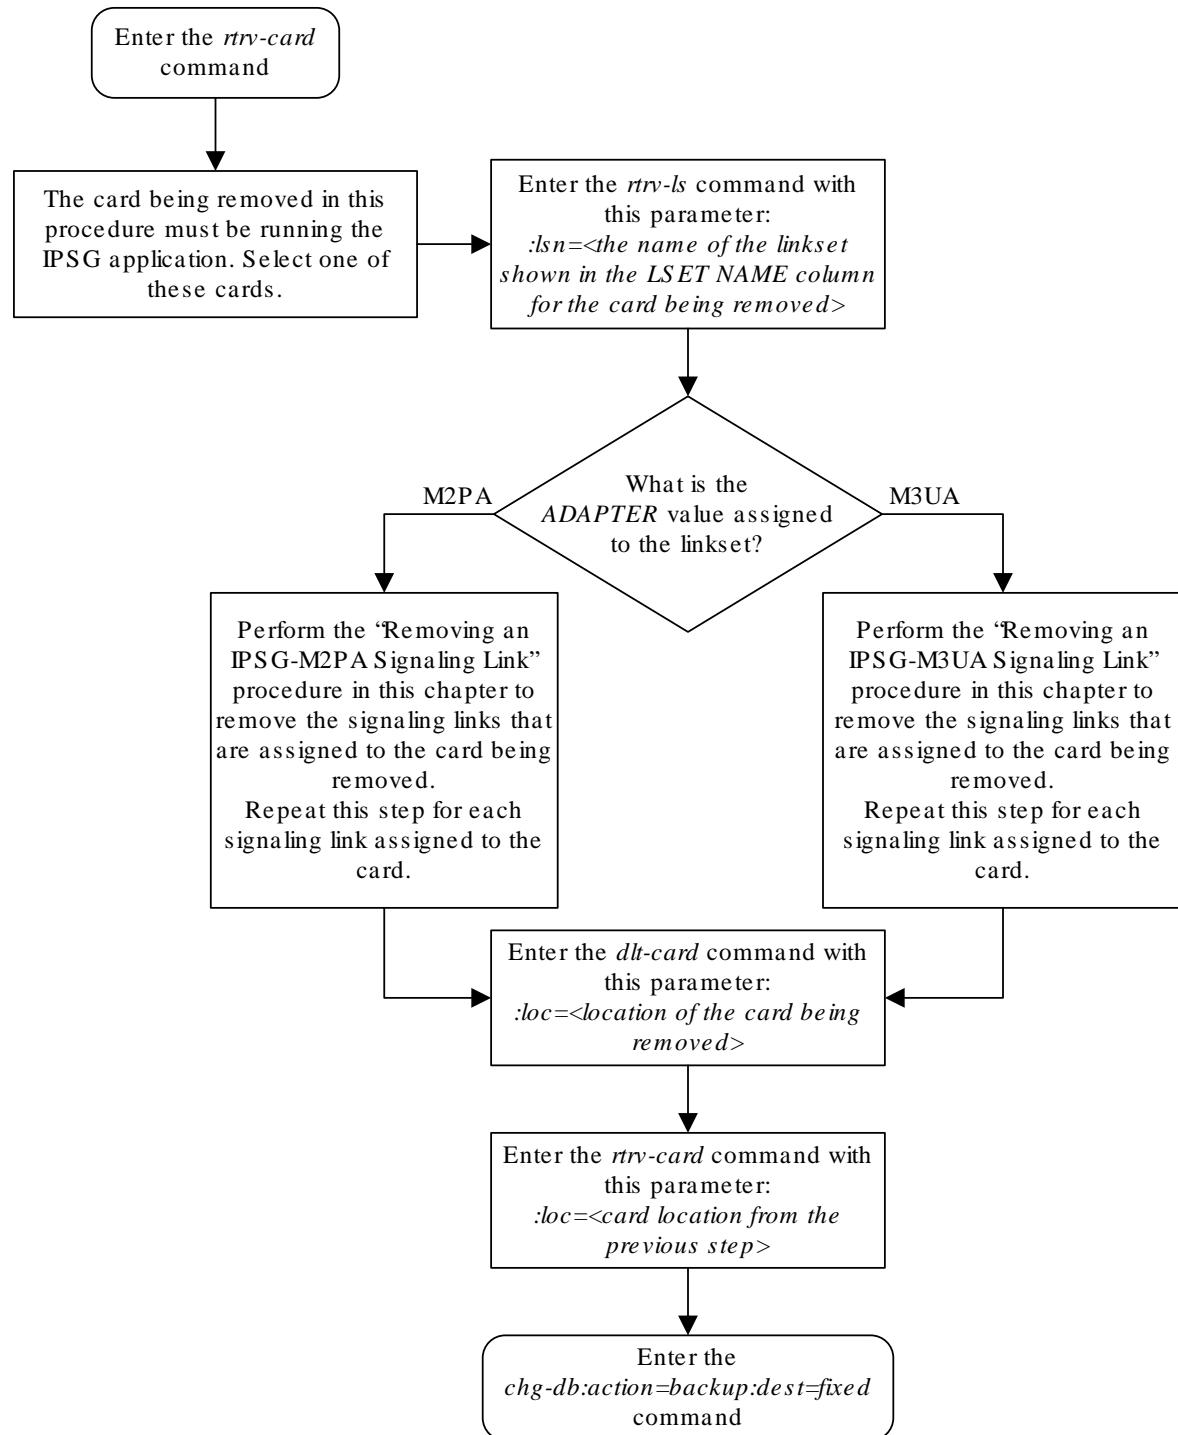 Enter the rtrv-card
command
The card being removed in this
procedure must be running the
IPSG application. Select one of
these cards.
Enter the rtrv-ls command with
this parameter:
:lsn=<the name of the linkset
shown in the LSET NAME column
for the card being removed>
What is the
ADAPTER value assigned
to the linkset?
M2PA
M3UA
Perform the “Removing an
IPSG-M2PA Signaling Link”
procedure in this chapter to
remove the signaling links that
are assigned to the card being
removed.
Repeat this step for each
signaling link assigned to the
card.
Perform the “Removing an
IPSG-M3UA Signaling Link”
procedure in this chapter to
remove the signaling links that
are assigned to the card being
removed.
Repeat this step for each
signaling link assigned to the
card.
Enter the dlt-card command with
this parameter:
:loc=<location of the card being
removed>
Enter the rtrv-card command with
this parameter:
:loc=<card location from the
previous step>
Enter the
chg-db:action=backup:dest=fixed
command